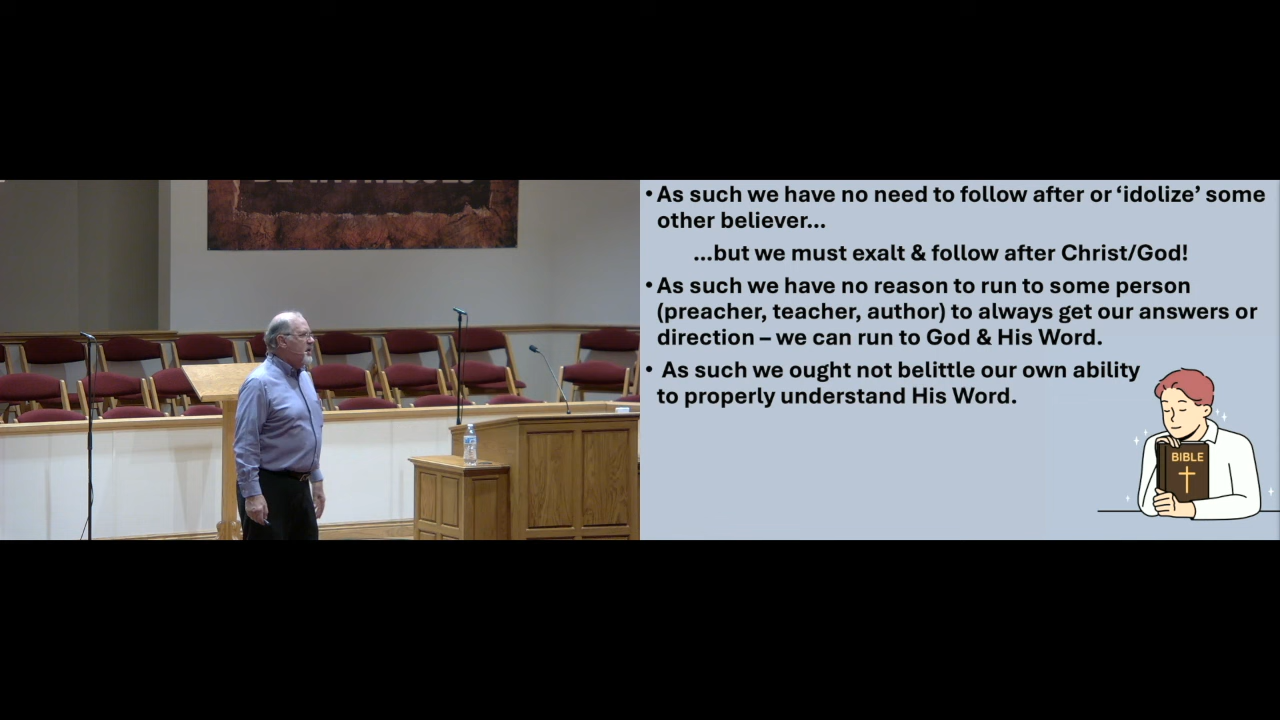 • As such we have no need to follow after or ‘idolize’ some
other believer...
...but we must exalt & follow after Christ/God!
• As such we have no reason to run to some person
(preacher, teacher, author) to always get our answers or
direction – we can run to God & His Word.
• As such we ought not belittle our own ability
to properly understand His Word.
BIBLE